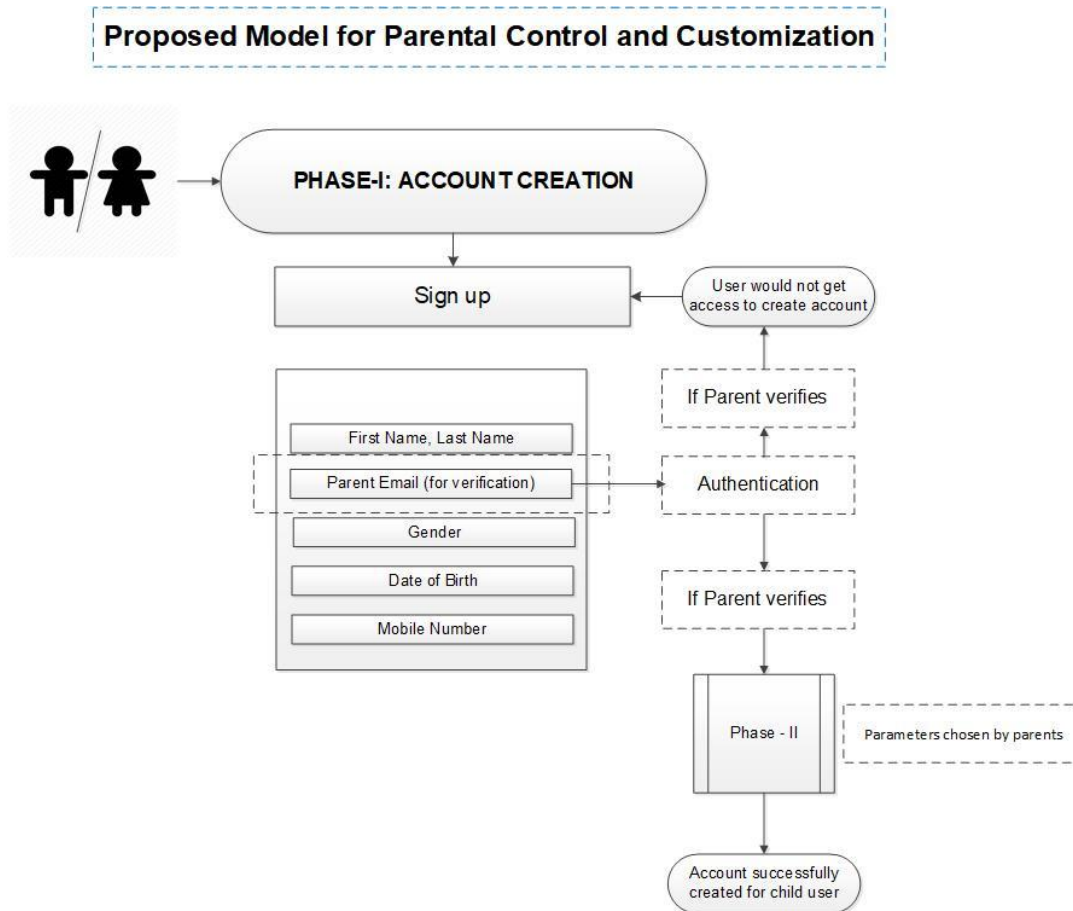 Proposed Model for Parental Control and Customization
PHASE-I: ACCOUNT CREATION
Sign up
User would not get
access to create account
If Parent verifies
First Name, Last Name
Parent Email (for verification)
Authentication
Gender
Date of Birth
If Parent verifies
Mobile Number
Phase - II
Parameters chosen by parents
Account successfully
created for child user